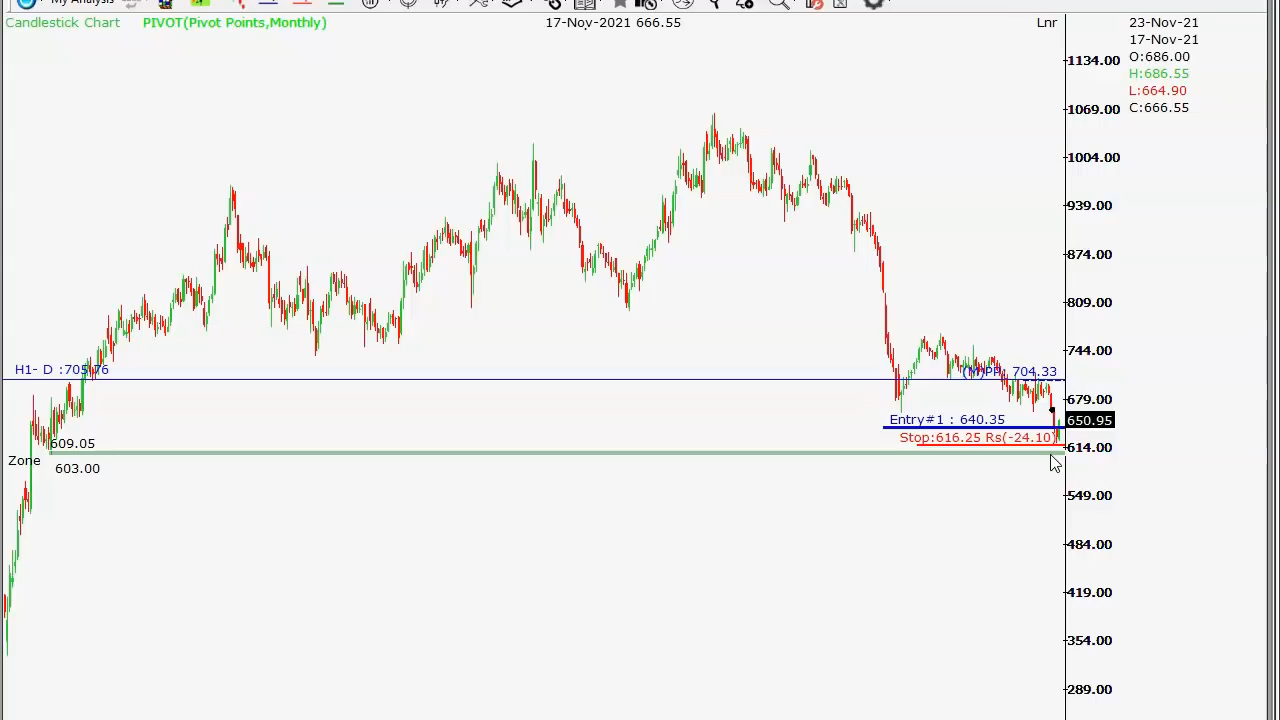 My Analysis
Candlestick Chart PIVOT(Pivot Points,Monthly) 17-Nov-2021 666.55 Lnr
23-Nov-21
17-Nov-21
O:686.00
H:686.55
L:664.90
C:666.55
1134.00
1069.00
1004.00
939.00
874.00
809.00
744.00
679.00
650.95
614.00
549.00
484.00
419.00
354.00
289.00
H1- D :705.76
704.33
Entry#1 : 640.35
Stop:616.25 Rs(-24.10)
609.05
Zone
603.00